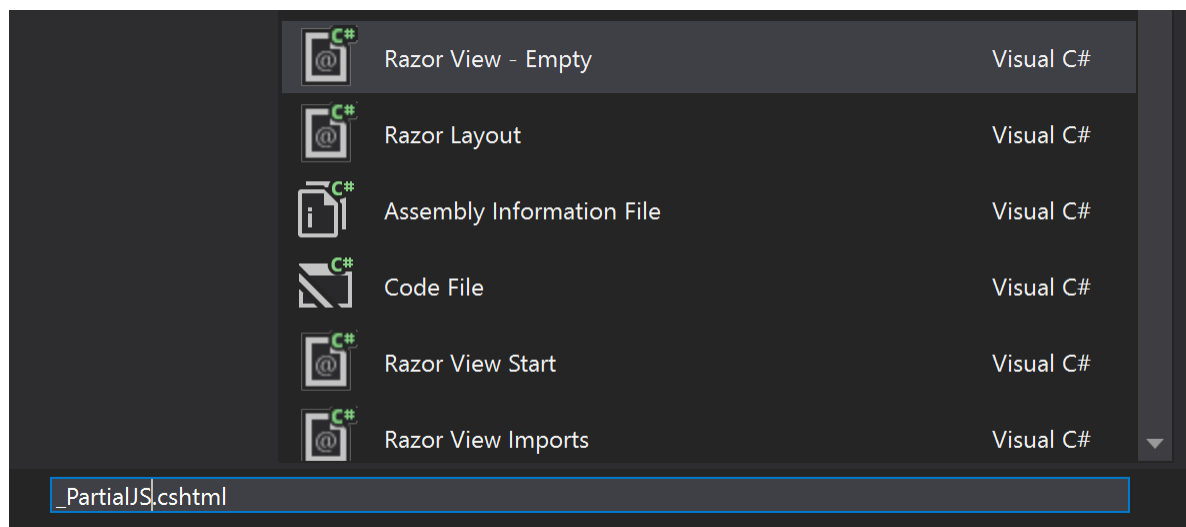 C#
Razor View - Empty Visual C#
C#
Razor Layout Visual C#
C#
Assembly Information File Visual C#
C#
Code File Visual C#
C#
Razor View Start Visual C#
C#
Razor View Imports Visual C#
_PartialJS.cshtml